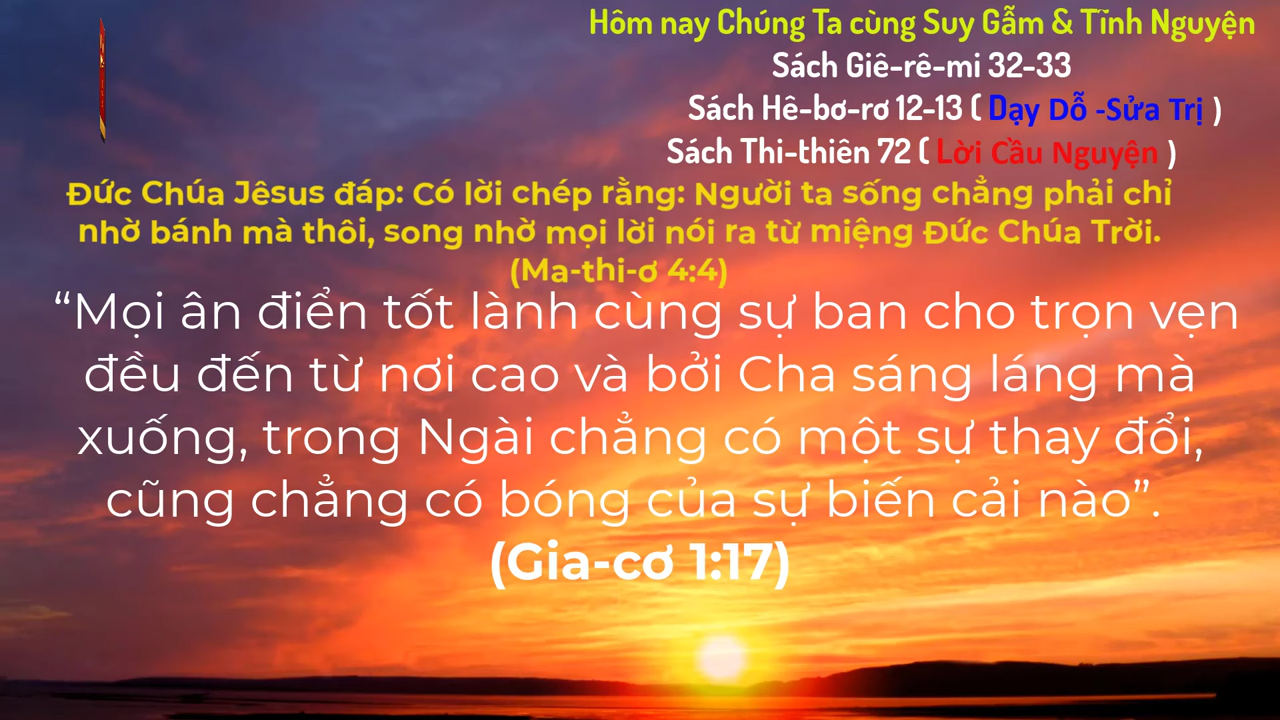 Hôm nay Chúng Ta cùng Suy Gẫm & Tĩnh Nguyện
Sách Giê-rê-mi 32-33
Sách Hê-bơ-rơ 12-13 ( Dạy Dỗ -Sửa Trị )
Sách Thi-thiên 72 ( Lời Cầu Nguyện )
Đức Chúa Jêsus đáp: Có lời chép rằng: Người ta sống chẳng phải chỉ
nhờ bánh mà thôi, song nhờ mọi lời nói ra từ miệng Đức Chúa Trời.
(Ma-thi-ơ 4:4)
“Mọi ân điển tốt lành cùng sự ban cho trọn vẹn
đều đến từ nơi cao và bởi Cha sáng láng mà
xuống, trong Ngài chẳng có một sự thay đổi,
cũng chẳng có bóng của sự biến cải nào”.
(Gia-cơ 1:17)